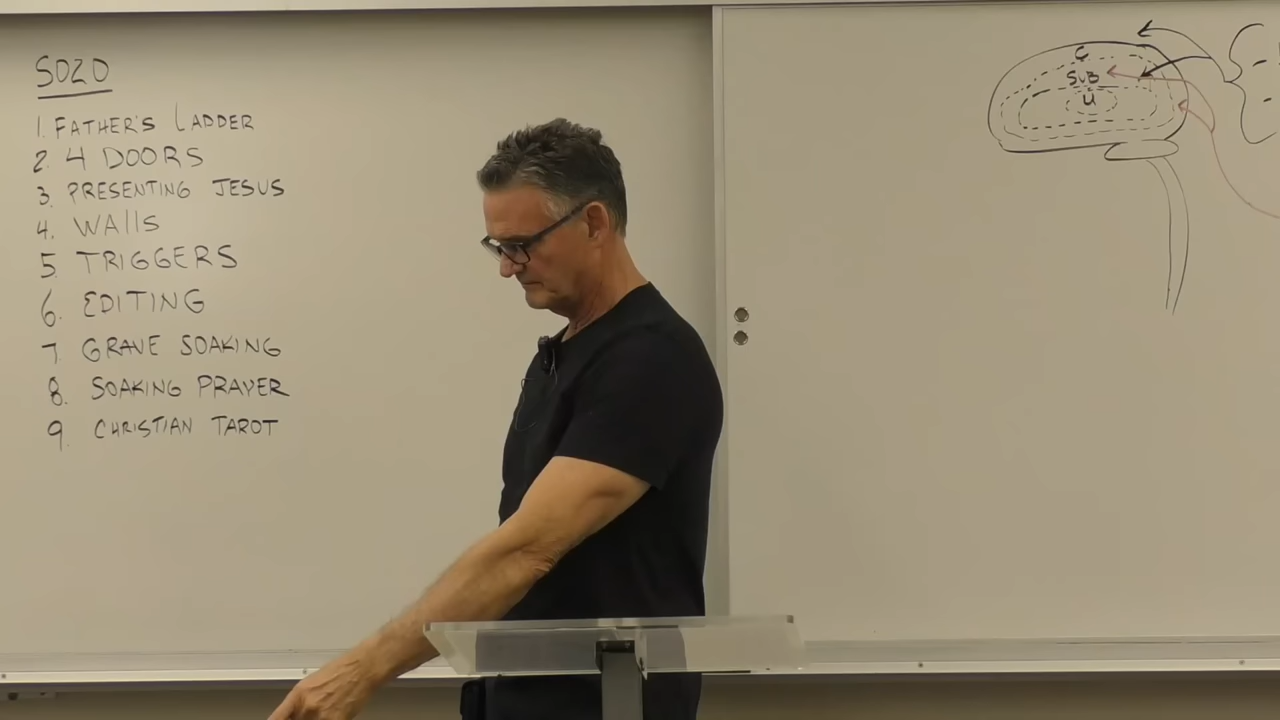 SOZO
1. FATHER'S LADDER
2. 4 DOORS
3. PRESENTING JESUS
4. WAllS
5. TRIGGERS
6. EDITING
7. GRAVE SOAKING
8. SOAKING PRAYER
9. CHRISTIAN TAROT
C
SUB
U